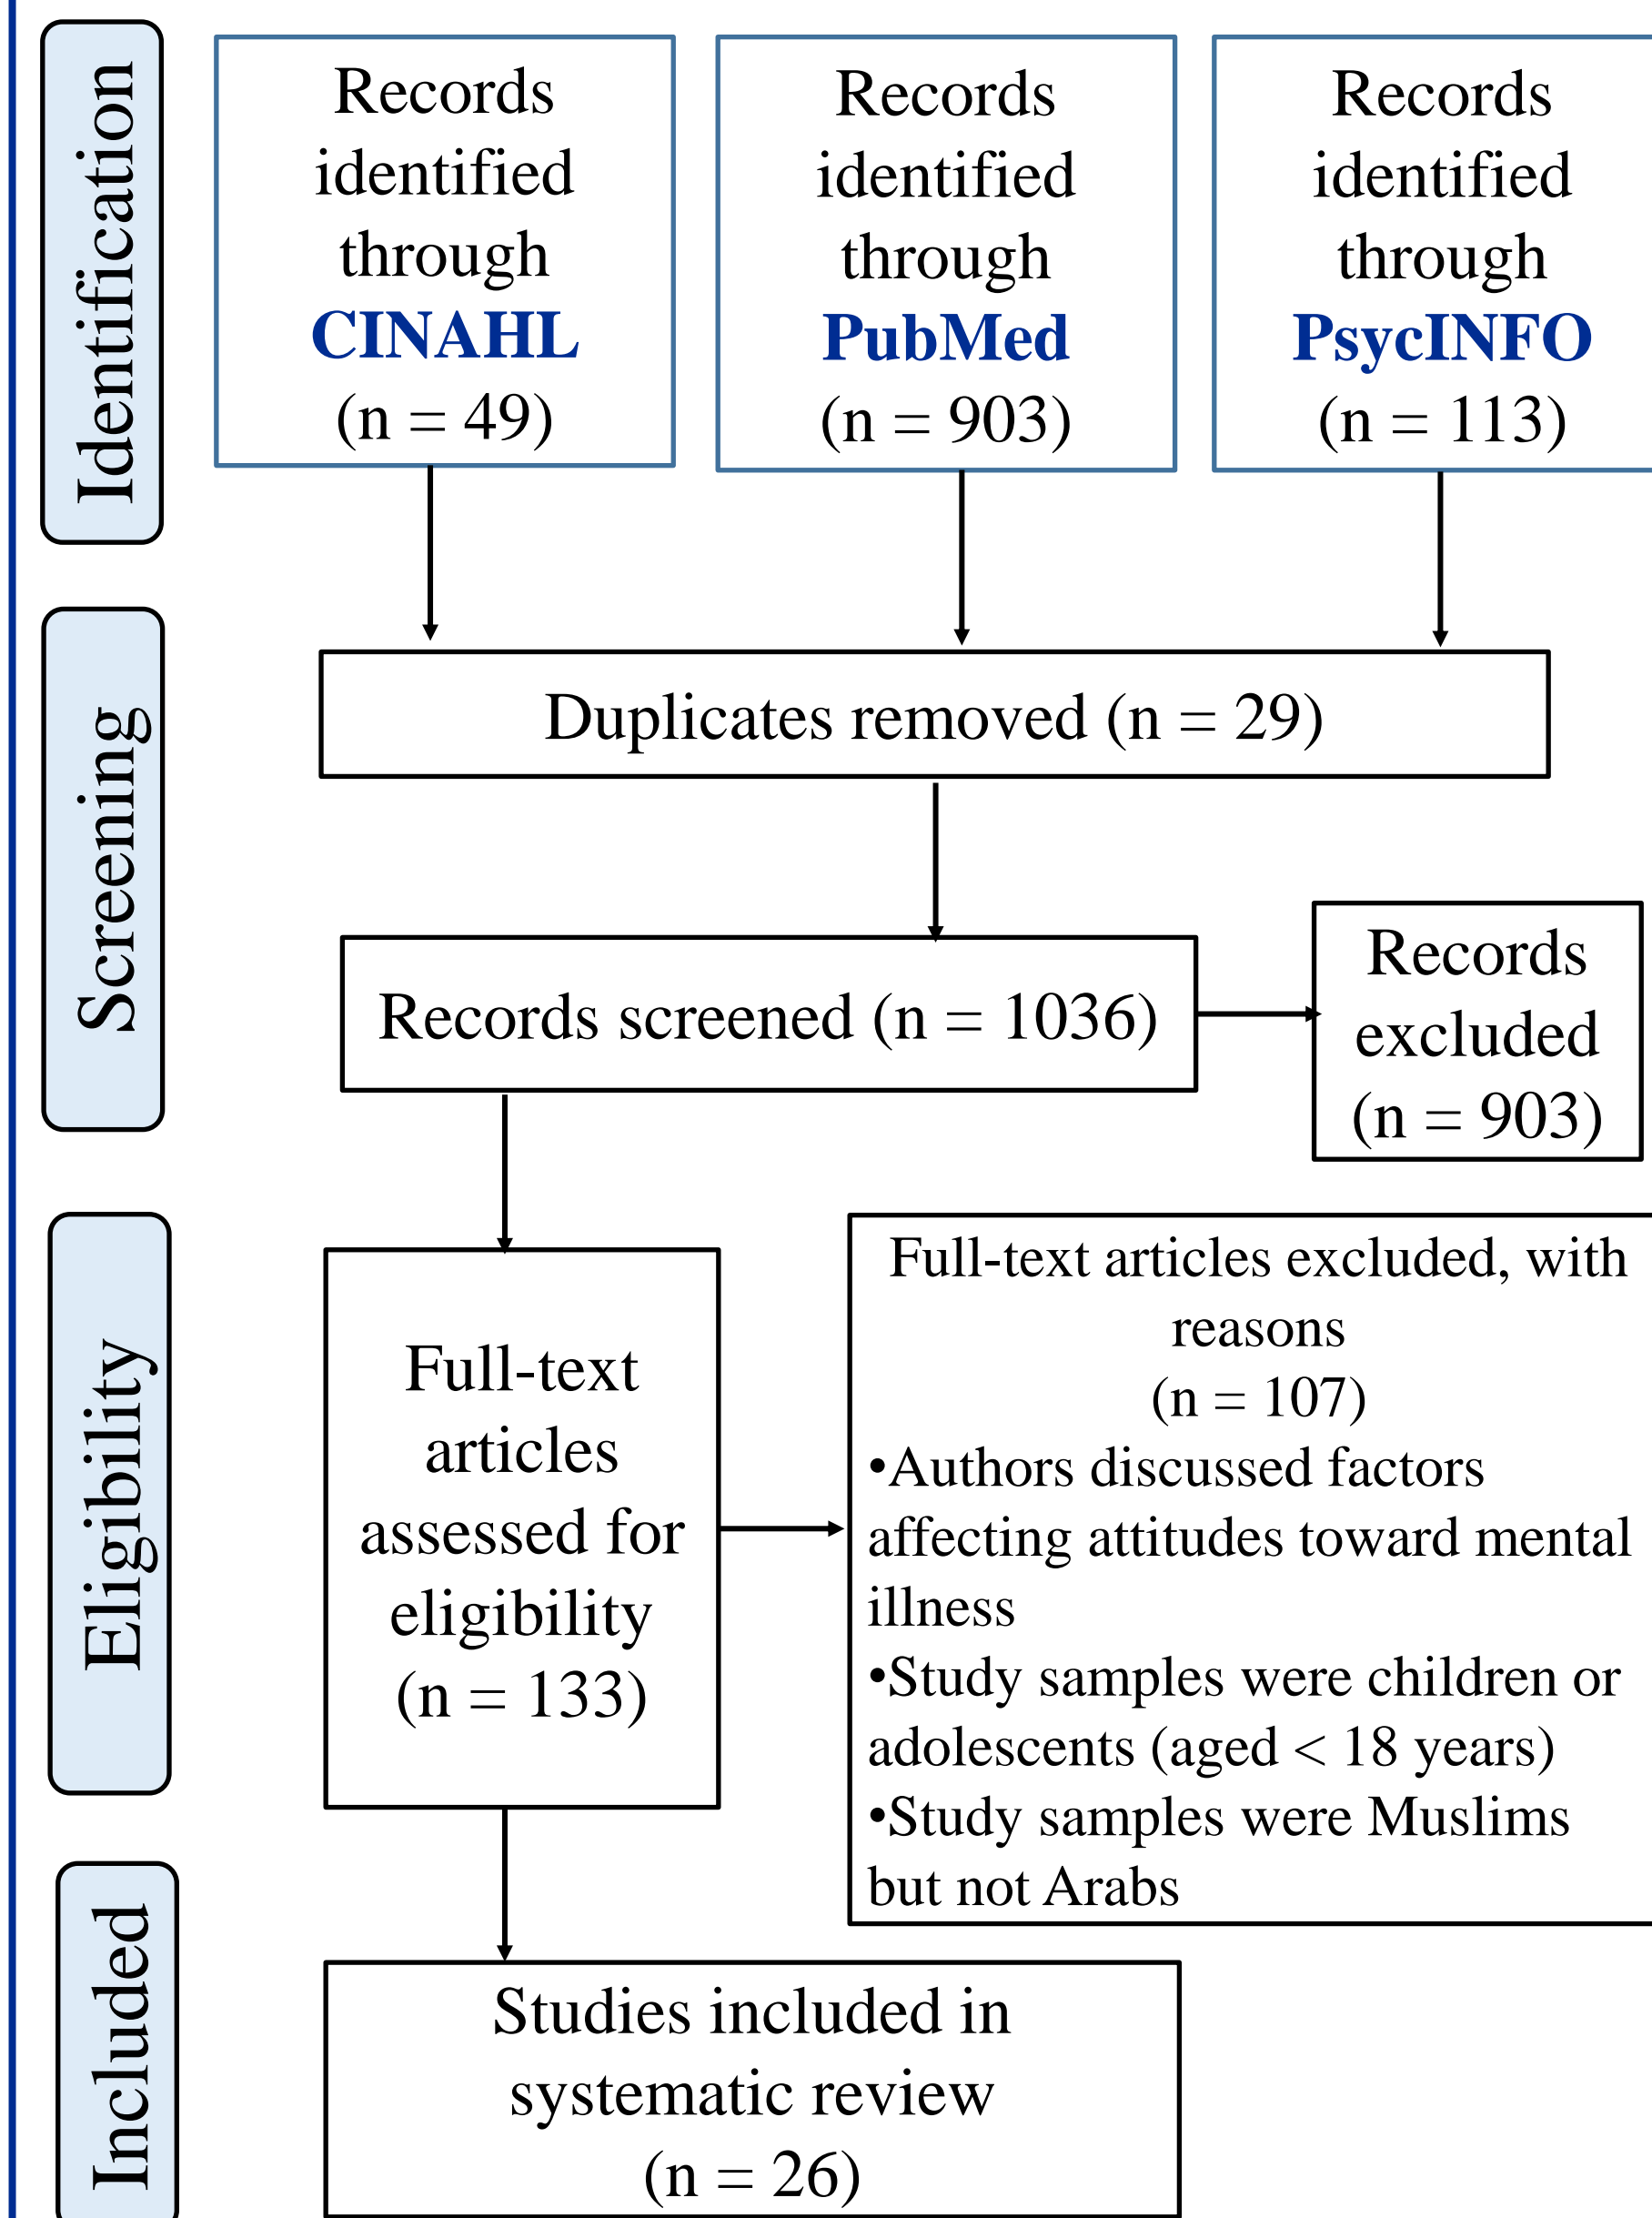 Identification
Records
identified
through
CINAHL
(n = 49)
Records
identified
through
PubMed
(n = 903)
Records
identified
through
PsycINFO
(n = 113)
Screening
Duplicates removed (n = 29)
Records screened (n = 1036)
Records
excluded
(n = 903)
Eligibility
Full-text
articles
assessed for
eligibility
(n = 133)
Full-text articles excluded, with
reasons
(n = 107)
•Authors discussed factors
affecting attitudes toward mental
illness
•Study samples were children or
adolescents (aged < 18 years)
•Study samples were Muslims
but not Arabs
Included
Studies included in
systematic review
(n = 26)